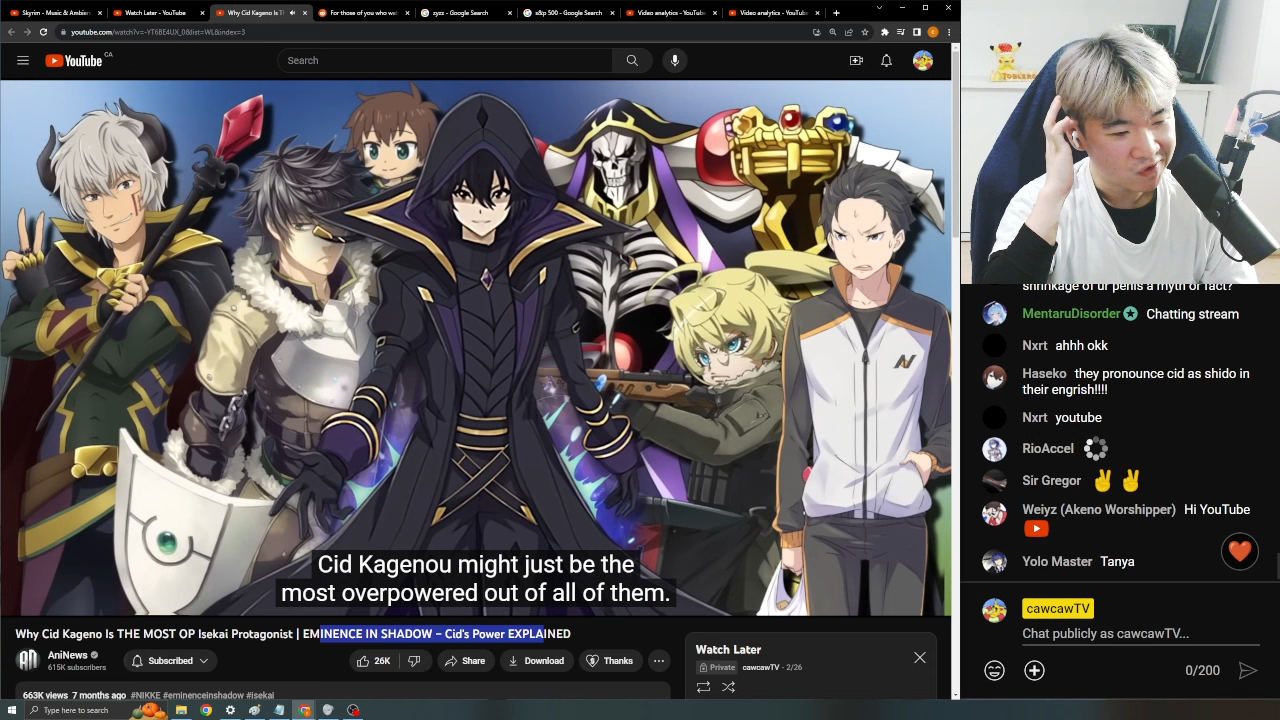 Skyrim - Music & Ambien
Watch Later - YouTube
Why Cid Kageno Is T
For those of you who wa
zyzz - Google Search
s&p 500 - Google Search
Video analytics - YouTub
Video analytics - YouTub
youtube.com/watch?v=-YT6BE4UX_0&list=WL&index=3
YouTube CA
Search
TOBLERO
Cid Kagenou might just be the
most overpowered out of all of them.
Why Cid Kageno Is THE MOST OP Isekai Protagonist | EMINENCE IN SHADOW – Cid's Power EXPLAINED
AN
AniNews
615K subscribers
Subscribed
26K
Share
Download
Thanks
663K views 7 months ago #NIKKE #eminenceinshadow #isekai
Watch Later
Private cawcawTV - 2/26
shrinkage of ur penis a myth or fact?
MentaruDisorder Chatting stream
Nxrt ahhh okk
Haseko they pronounce cid as shido in
their engrish!!!!
Nxrt youtube
RioAccel
Sir Gregor
Weiyz (Akeno Worshipper) Hi YouTube
Yolo Master Tanya
cawcawTV
Chat publicly as cawcawTV...
0/200
Type here to search